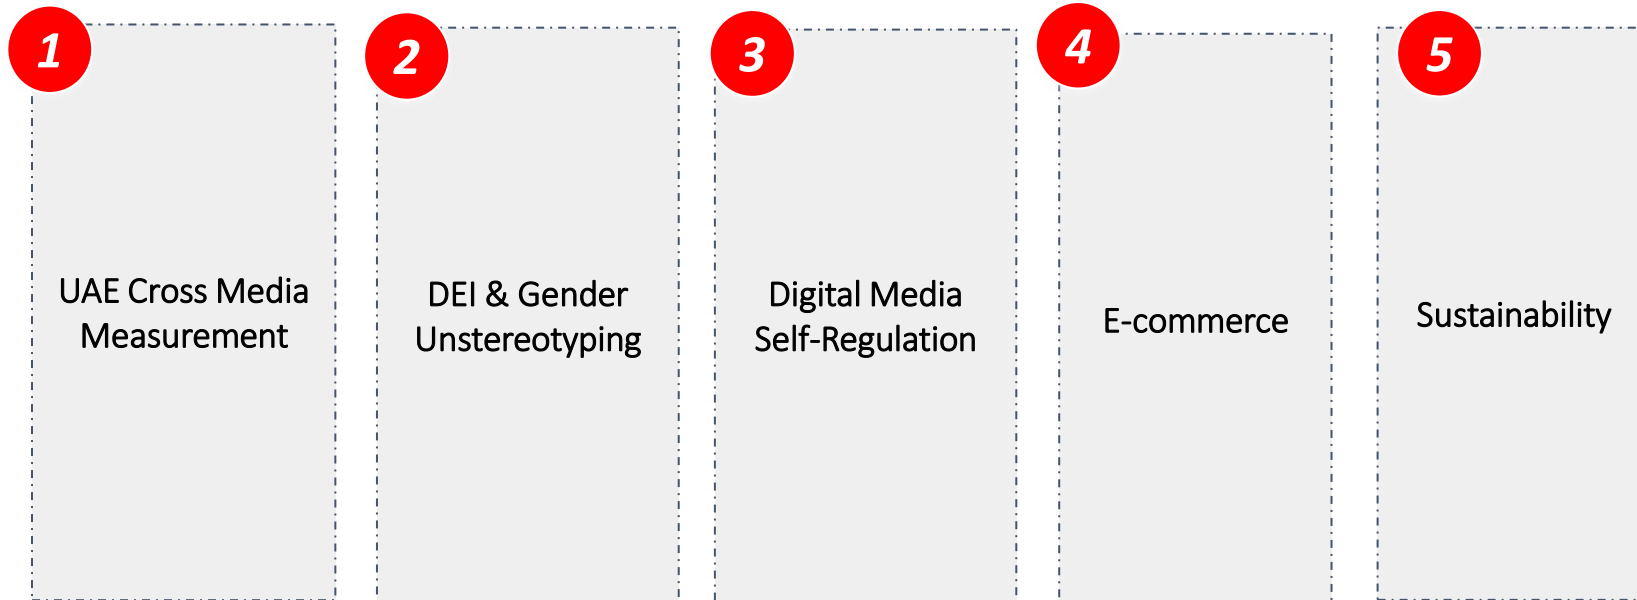 1
UAE Cross Media
Measurement
2
DEI & Gender
Unstereotyping
3
Digital Media
Self-Regulation
4
E-commerce
5
Sustainability